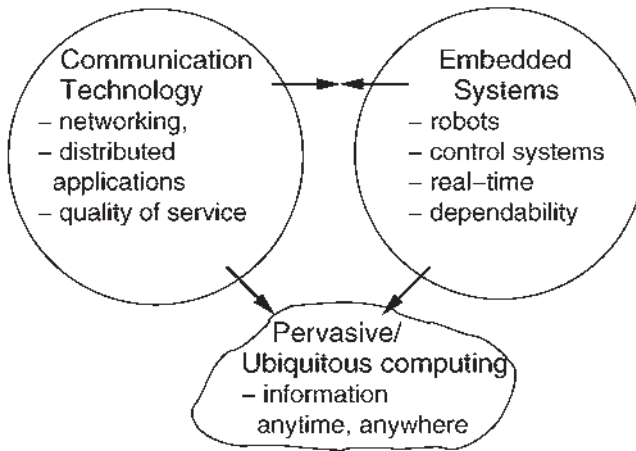 Communication
Technology
– networking,
– distributed
applications
– quality of service
Embedded
Systems
– robots
– control systems
– real–time
– dependability
Pervasive/
Ubiquitous computing
– information
anytime, anywhere